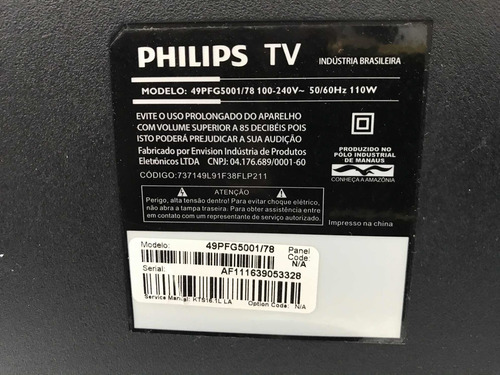 PHILIPS TV
INDÚSTRIA BRASILEIRA
MODELO: 49PFG5001/78 100-240V~ 50/60Hz 110W
EVITE O USO PROLONGADO DO APARELHO
COM VOLUME SUPERIOR A 85 DECIBÉIS POIS
ISTO PODERÁ PREJUDICAR A SUA AUDIÇÃO
Fabricado por Envision Indústria de Produtos
Eletrônicos LTDA CNPJ: 04.176.689/0001-60
CÓDIGO:737149L91F38FLP211
PRODUZIDO NO
PÓLO INDUSTRIAL
DE MANAUS
CONHEÇA A AMAZÔNIA
ATENÇÃO
Perigo, alta tensão dentro! Para evitar choque elétrico,
não abra a tampa traseira. Para obter assistência entre
em contato com um representante de serviço autorizado.
Impresso na china
Modelo: 49PFG5001/78
Panel
Code:
N/A
Serial: AF111639053328
Service Manual: KTS16.1L LA
Option Code: N/A